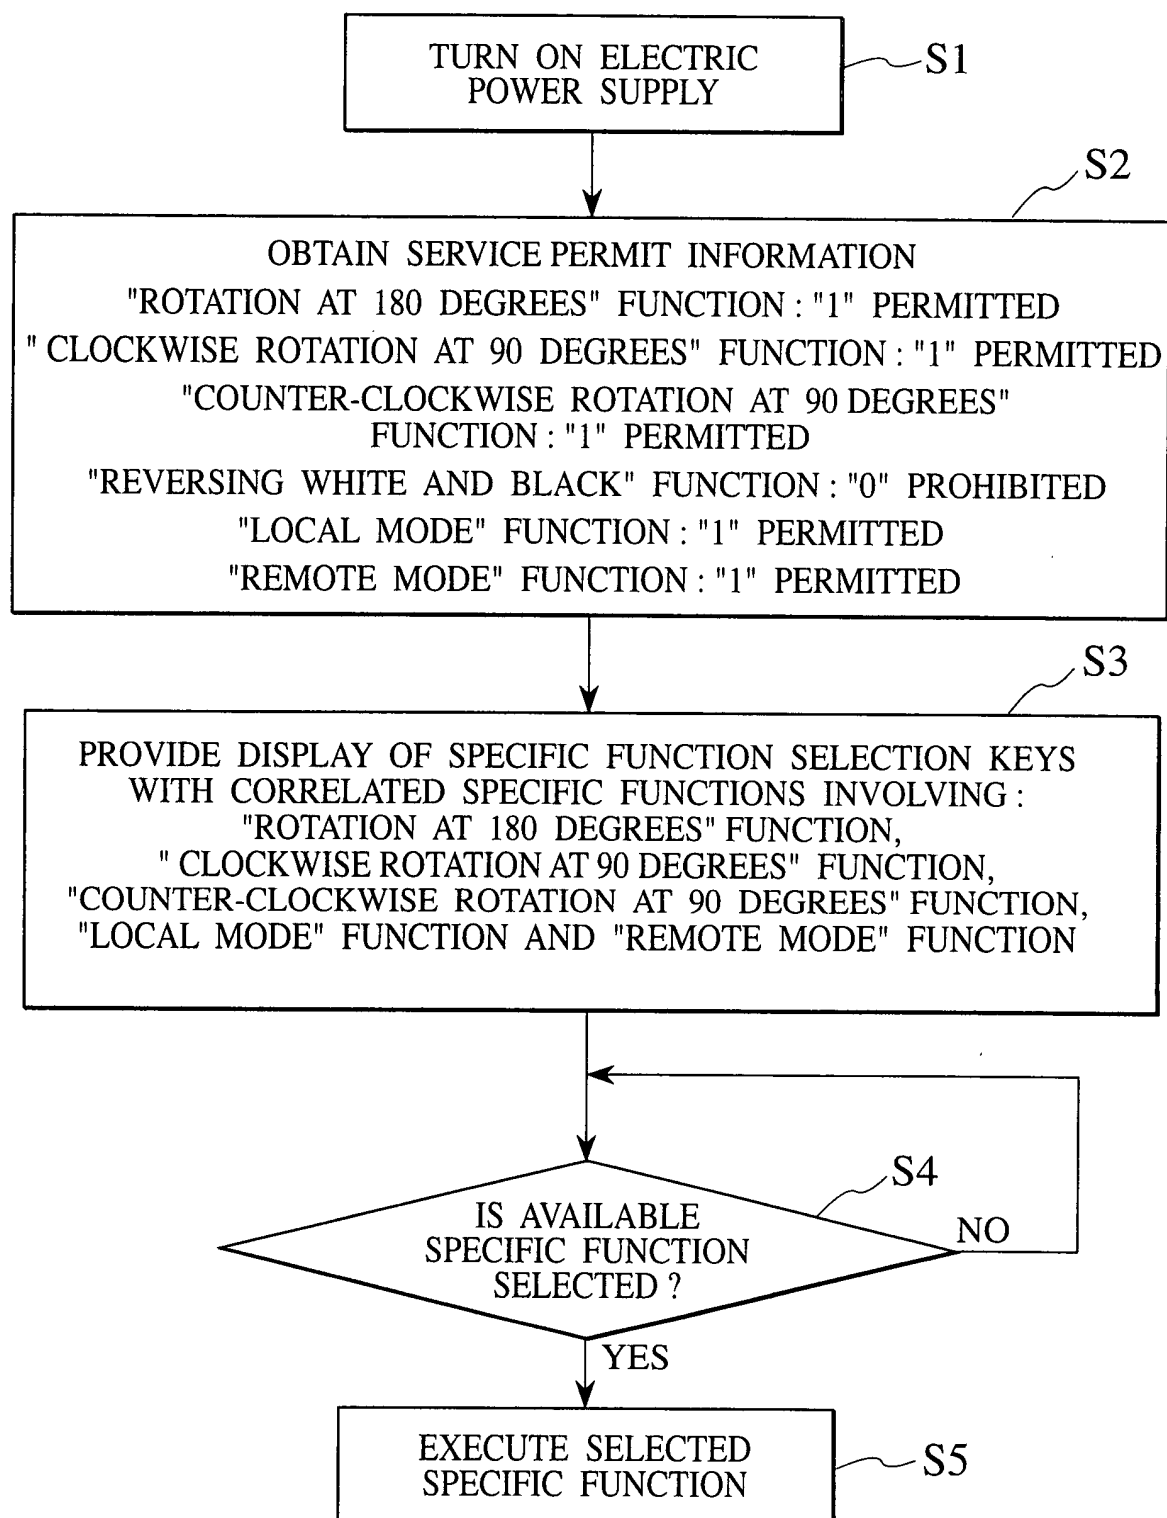 TURN ON ELECTRIC
POWER SUPPLY
S1
S2
OBTAIN SERVICE PERMIT INFORMATION
"ROTATION AT 180 DEGREES" FUNCTION : "1" PERMITTED
" CLOCKWISE ROTATION AT 90 DEGREES" FUNCTION : "1" PERMITTED
"COUNTER-CLOCKWISE ROTATION AT 90 DEGREES"
FUNCTION : "1" PERMITTED
"REVERSING WHITE AND BLACK" FUNCTION : "0" PROHIBITED
"LOCAL MODE" FUNCTION : "1" PERMITTED
"REMOTE MODE" FUNCTION : "1" PERMITTED
S3
PROVIDE DISPLAY OF SPECIFIC FUNCTION SELECTION KEYS
WITH CORRELATED SPECIFIC FUNCTIONS INVOLVING :
"ROTATION AT 180 DEGREES" FUNCTION,
" CLOCKWISE ROTATION AT 90 DEGREES" FUNCTION,
"COUNTER-CLOCKWISE ROTATION AT 90 DEGREES" FUNCTION,
"LOCAL MODE" FUNCTION AND "REMOTE MODE" FUNCTION
S4
IS AVAILABLE
SPECIFIC FUNCTION
SELECTED ?
NO
YES
EXECUTE SELECTED
SPECIFIC FUNCTION
S5